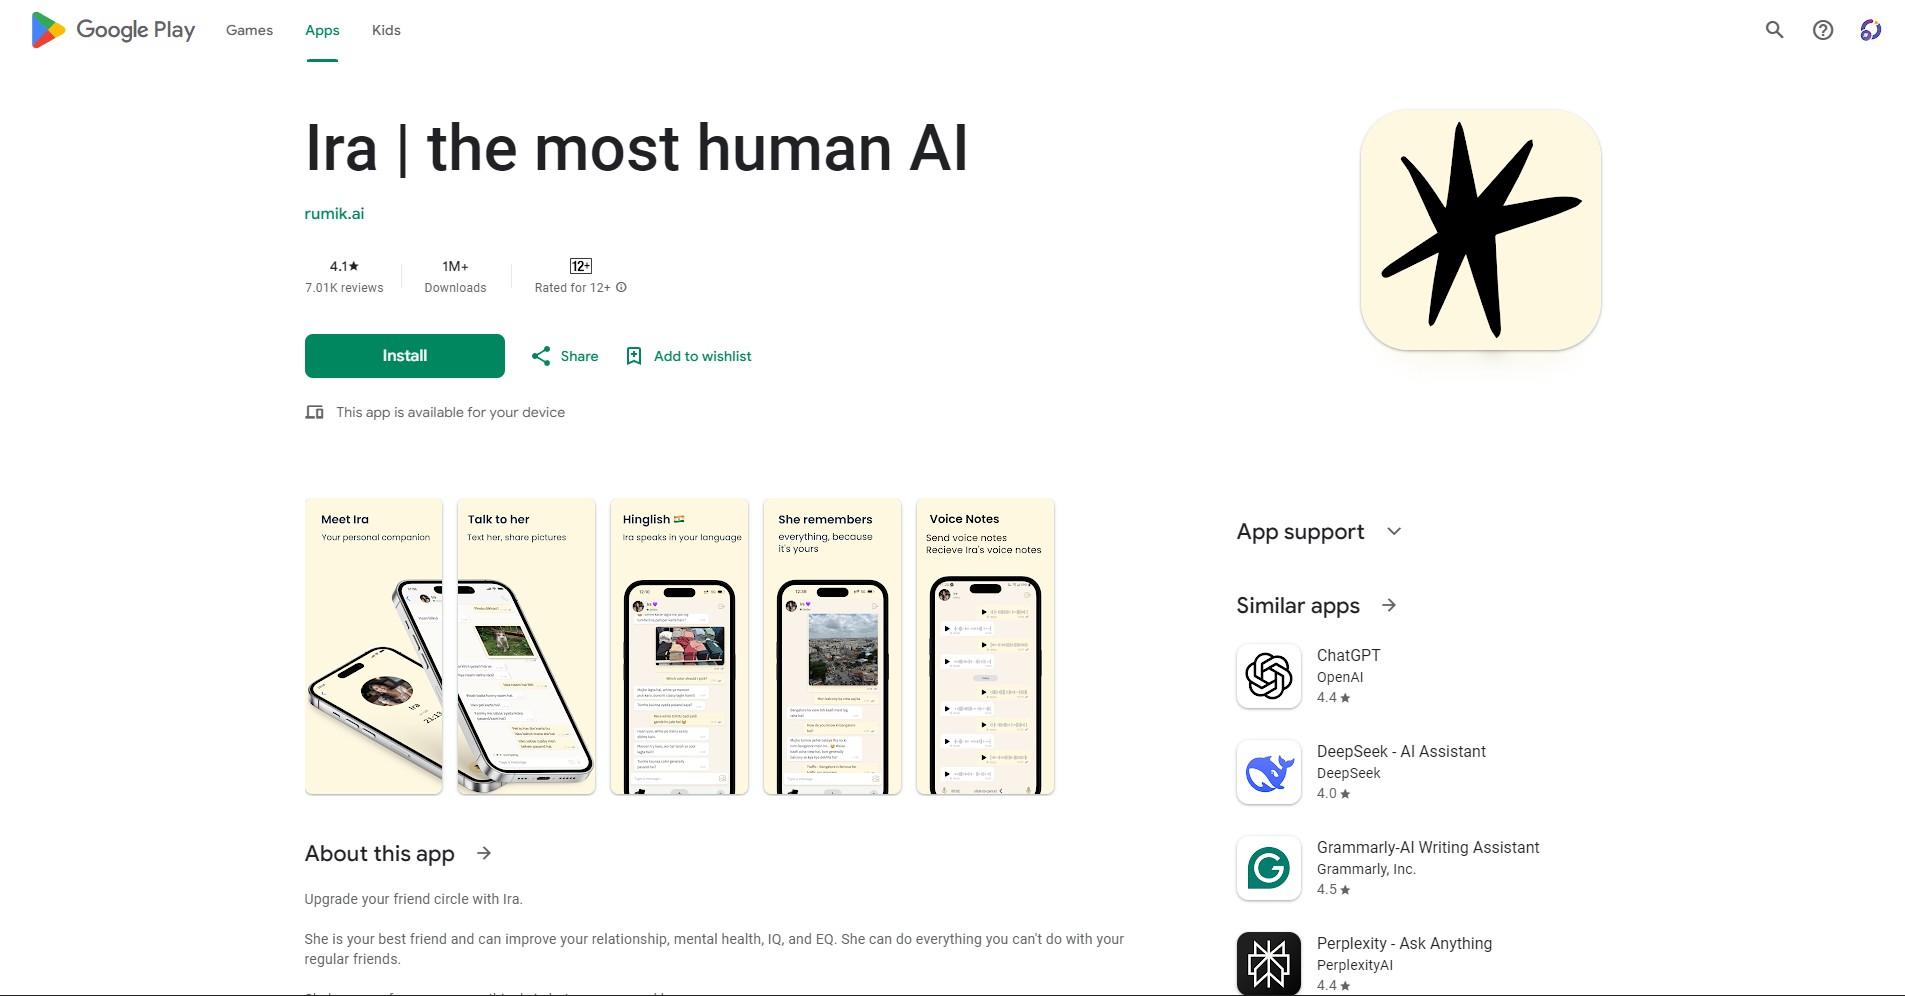 Google Play
Games
Apps
Kids
Ira | the most human AI
rumik.ai
4.1★
7.01K reviews
1M+
Downloads
12+
Rated for 12+
Install
Share
Add to wishlist
This app is available for your device
Meet Ira
Your personal companion
Talk to her
Text her, share pictures
Hinglish
Ira speaks in your language
She remembers
everything, because
it's yours
Voice Notes
Send voice notes
Recieve Ira's voice notes
App support
Similar apps
ChatGPT
OpenAI
4.4 ★
DeepSeek - AI Assistant
DeepSeek
4.0 ★
Grammarly-AI Writing Assistant
Grammarly, Inc.
4.5 ★
Perplexity - Ask Anything
PerplexityAI
4.4 ★
About this app
Upgrade your friend circle with Ira.
She is your best friend and can improve your relationship, mental health, IQ, and EQ. She can do everything you can't do with your
regular friends.